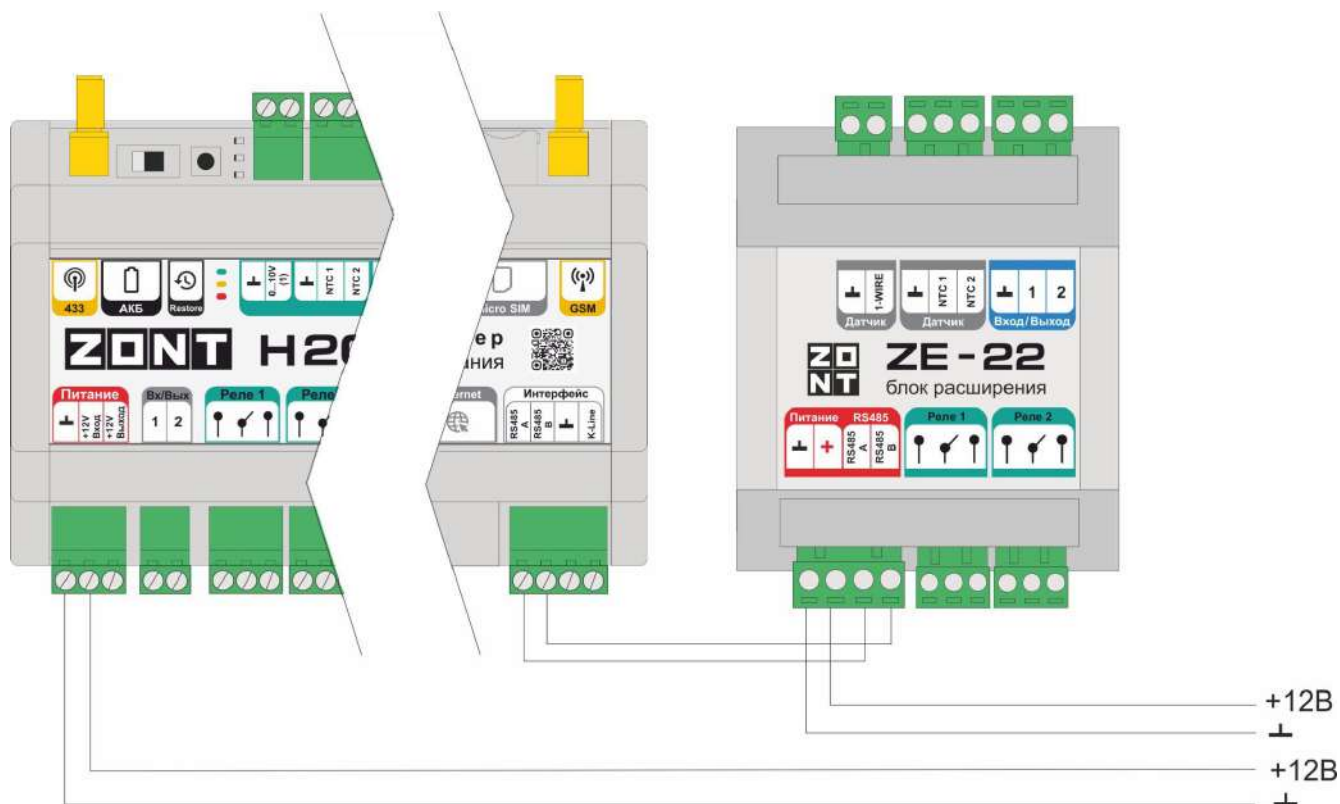 433
АКБ
Restore
⊥
0...10V
(1)
⊥
NTC 1
NTC 2
icro SIM
GSM
ZONT H20
ер
ания
Питание
⊥
+12V
Вход
+12V
Выход
Вх/Вых
1 2
Реле 1
Реле
ernet
Интерфейс
RS485
A
RS485
B
⊥
K-Line
⊥
1-WIRE
Датчик
⊥
NTC 1
NTC 2
Датчик
⊥ 1 2
Вход/Выход
ZONT
ZE-22
блок расширения
Питание RS485
⊥ +
RS485
A
RS485
B
Реле 1
Реле 2
+12В
⊥
+12В
⊥